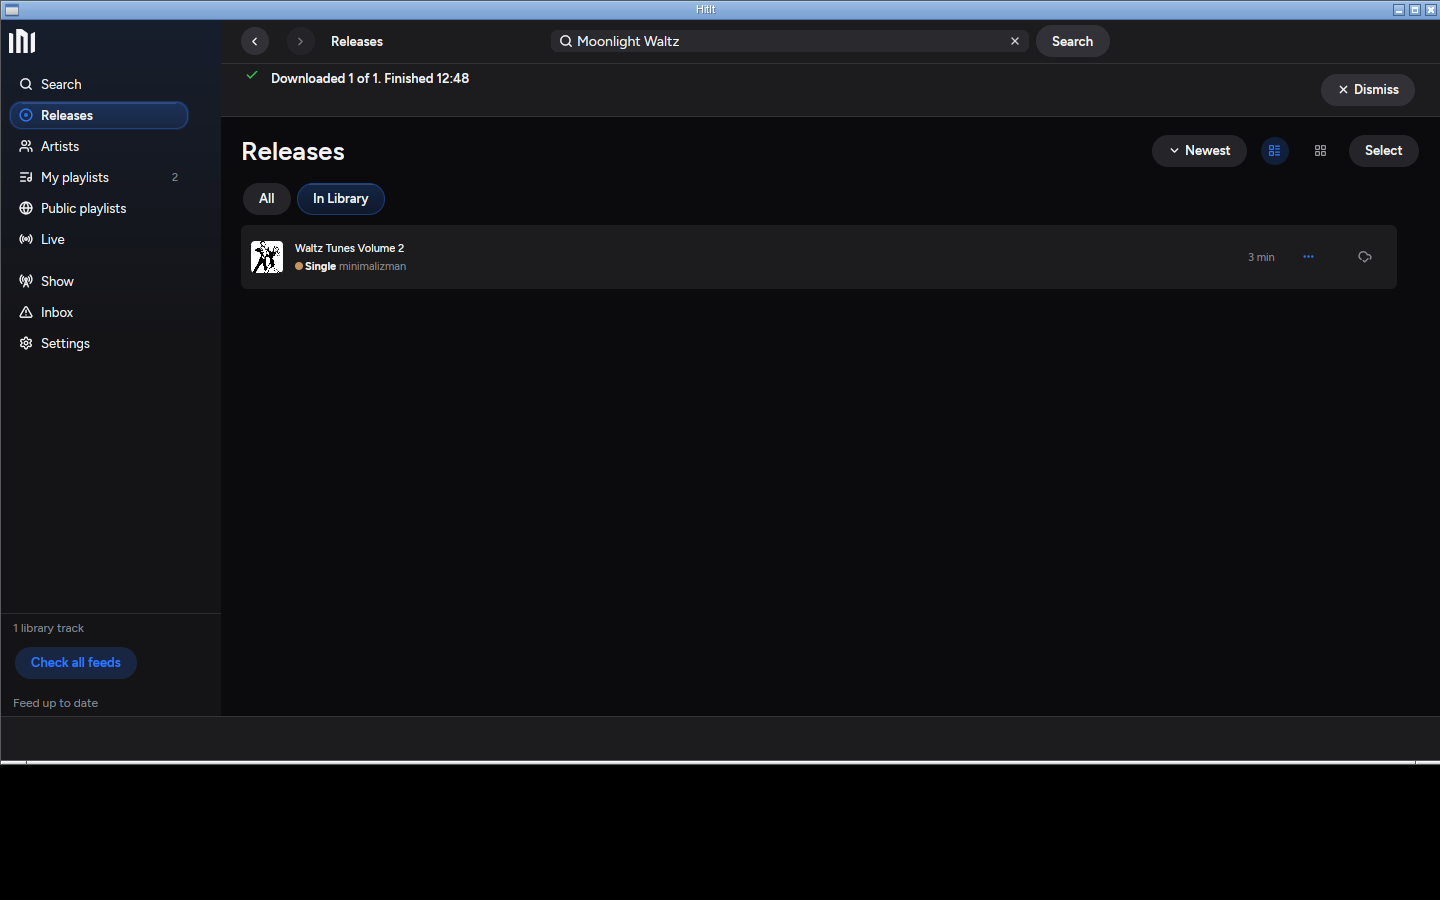 HitIt
Releases
Moonlight Waltz
Search
Search
Releases
Artists
My playlists 2
Public playlists
Live
Show
Inbox
Settings
Downloaded 1 of 1. Finished 12:48
Dismiss
Releases
Newest
Select
All
In Library
Waltz Tunes Volume 2
Single minimalizman
3 min
1 library track
Check all feeds
Feed up to date